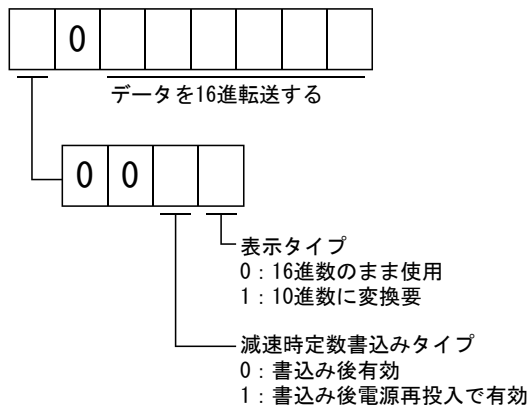 0
データを16進転送する
0 0
表示タイプ
0：16進数のまま使用
1：10進数に変換要
減速時定数書込みタイプ
0：書込み後有効
1：書込み後電源再投入で有効